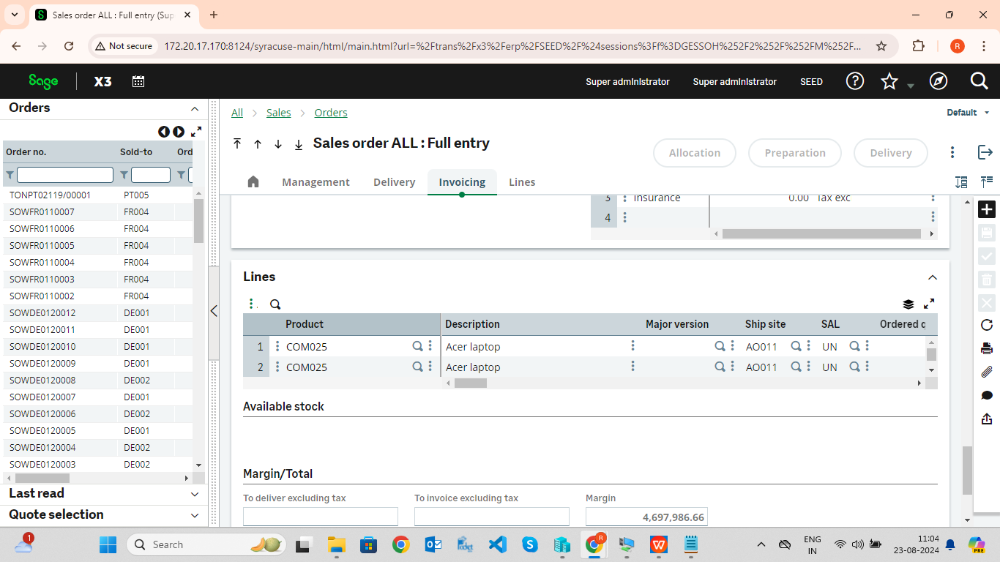 Sales order ALL : Full entry (Sup
Not secure
172.20.17.170:8124/syracuse-main/html/main.html?url=%2Ftrans%2Fx3%2Ferp%2FSEED%2F%24sessions%3Ff%3DGESSOH%252F2%252F%252FM%252F...
R
Sage
X3
Super administrator
Super administrator
SEED
Orders
Order no.
Sold-to
Ord
TONPT02119/00001 PT005
SOWFR0110007 FR004
SOWFR0110006 FR004
SOWFR0110005 FR004
SOWFR0110004 FR004
SOWFR0110003 FR004
SOWFR0110002 FR004
SOWDE0120012 DE001
SOWDE0120011 DE001
SOWDE0120010 DE001
SOWDE0120009 DE001
SOWDE0120008 DE002
SOWDE0120007 DE001
SOWDE0120006 DE002
SOWDE0120005 DE001
SOWDE0120004 DE002
SOWDE0120003 DE002
Last read
Quote selection
All
Sales
Orders
Default
Sales order ALL : Full entry
Allocation
Preparation
Delivery
Management
Delivery
Invoicing
Lines
3 Insurance 0.00 Tax exc
4
Lines
Product Description Major version Ship site SAL Ordered q
1 COM025 Acer laptop AO011 UN
2 COM025 Acer laptop AO011 UN
Available stock
Margin/Total
To deliver excluding tax
To invoice excluding tax
Margin
4,697,986.66
1
Search
R
ENG
IN
11:04
23-08-2024
PRE